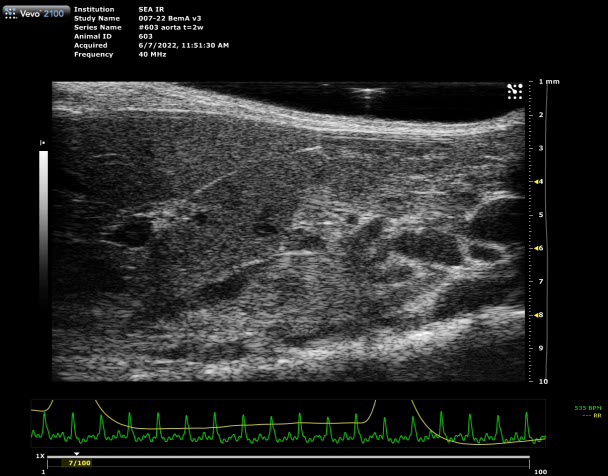 Vevo 2100
Institution SEA IR
Study Name 007-22 BemA v3
Series Name #603 aorta t=2w
Animal ID 603
Acquired 6/7/2022, 11:51:30 AM
Frequency 40 MHz
1 mm
2
3
4
5
6
7
8
9
10
535 BPM
--- RR
1X
7/100
1 100